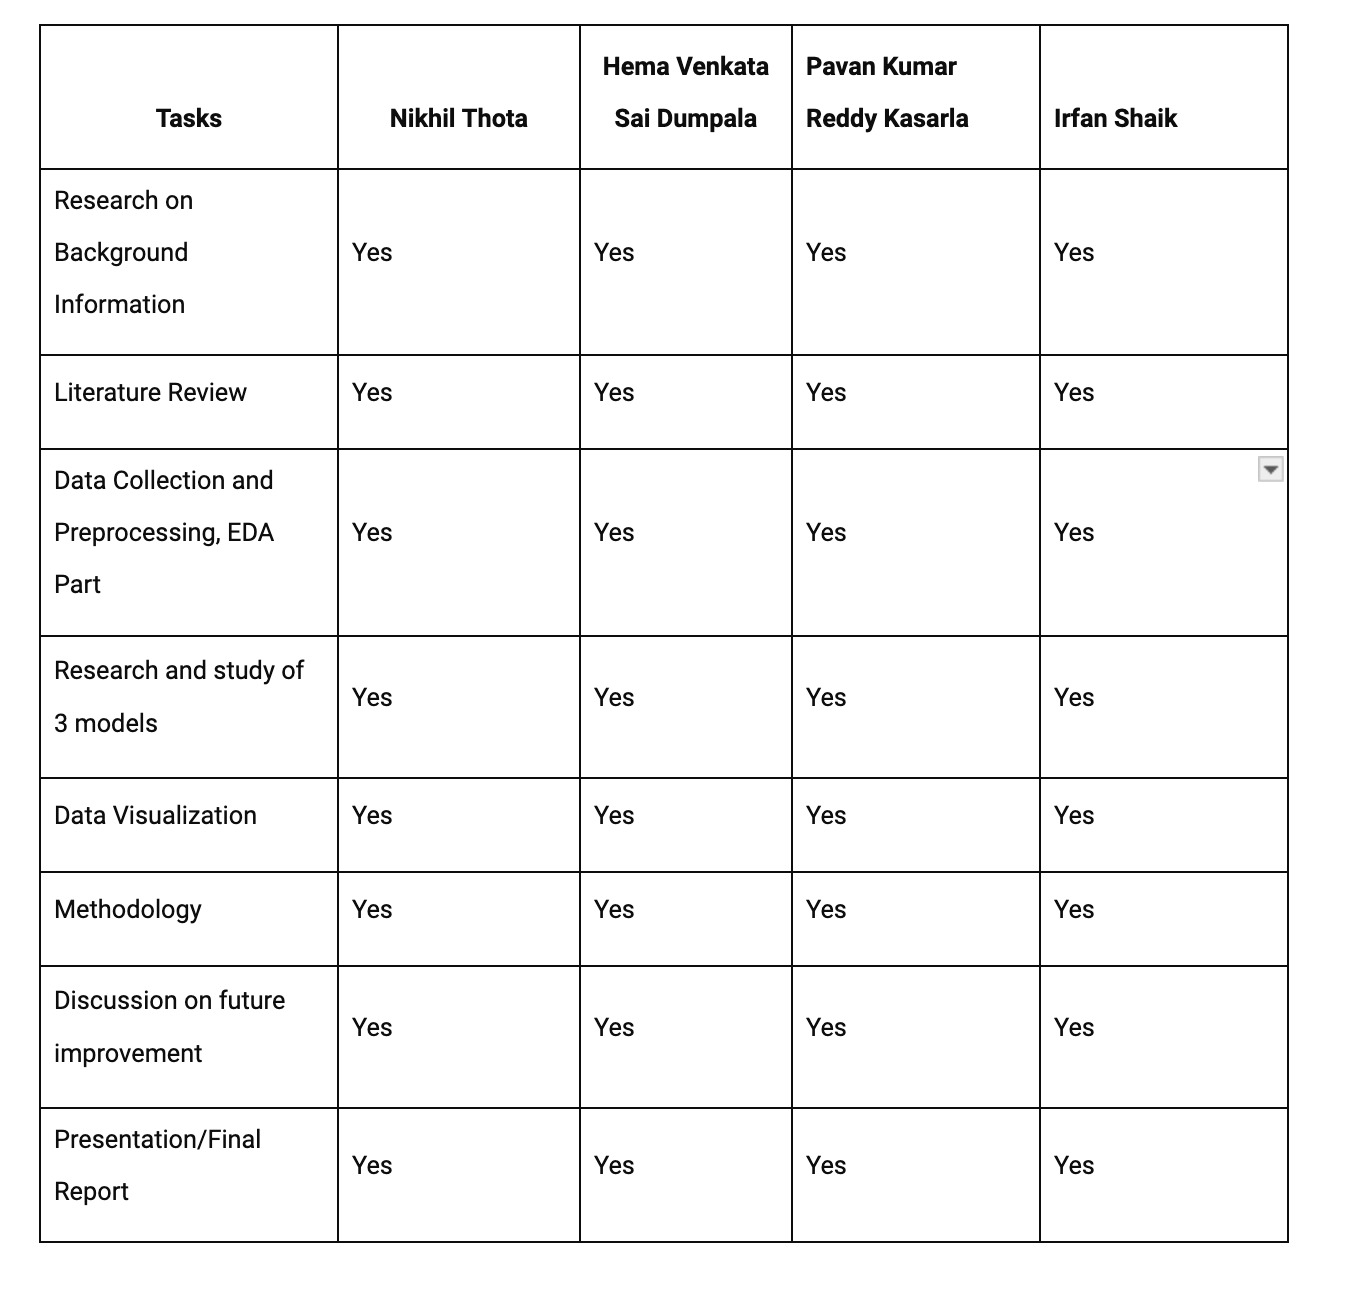 Tasks
Nikhil Thota
Hema Venkata
Sai Dumpala
Pavan Kumar
Reddy Kasarla
Irfan Shaik
Research on
Background
Information
Yes
Yes
Yes
Yes
Literature Review
Yes
Yes
Yes
Yes
Data Collection and
Preprocessing, EDA
Part
Yes
Yes
Yes
Yes
Research and study of
3 models
Yes
Yes
Yes
Yes
Data Visualization
Yes
Yes
Yes
Yes
Methodology
Yes
Yes
Yes
Yes
Discussion on future
improvement
Yes
Yes
Yes
Yes
Presentation/Final
Report
Yes
Yes
Yes
Yes